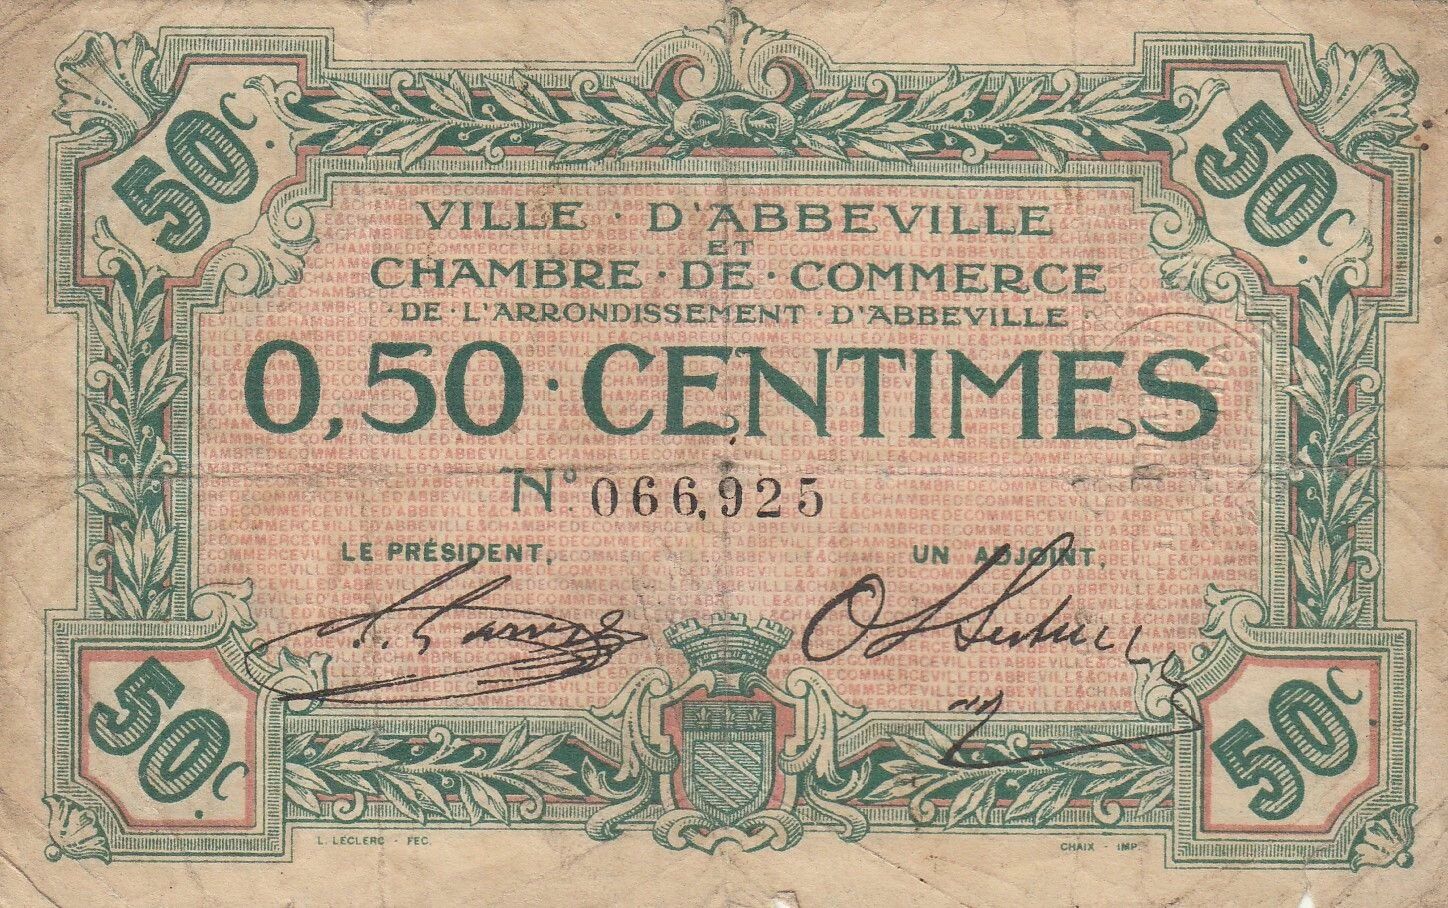 50c. 50c.
VILLE · D'ABBEVILLE
ET
CHAMBRE · DE · COMMERCE
· DE · L'ARRONDISSEMENT · D'ABBEVILLE ·
0,50 · CENTIMES
No. 066,925
LE PRÉSIDENT, UN ADJOINT,
50c. 50c.
L. LECLERC - FEC. CHAIX - IMP.